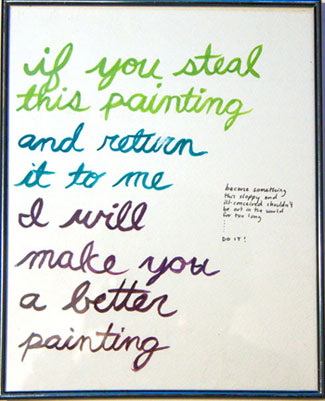 if you steal
this painting
and return
it to me
I will
make you
a better
painting
because something
this sloppy and
ill-conceived shouldn't
be out in the world
for too long
DO IT!